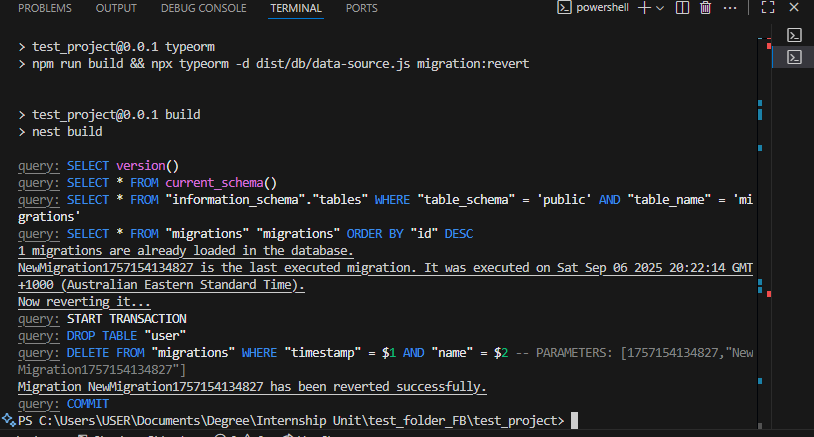 PROBLEMS OUTPUT DEBUG CONSOLE TERMINAL PORTS powershell
> test_project@0.0.1 typeorm
> npm run build && npx typeorm -d dist/db/data-source.js migration:revert
> test_project@0.0.1 build
> nest build
query: SELECT version()
query: SELECT * FROM current_schema()
query: SELECT * FROM "information_schema"."tables" WHERE "table_schema" = 'public' AND "table_name" = 'mi
grations'
query: SELECT * FROM "migrations" "migrations" ORDER BY "id" DESC
1 migrations are already loaded in the database.
NewMigration1757154134827 is the last executed migration. It was executed on Sat Sep 06 2025 20:22:14 GMT
+1000 (Australian Eastern Standard Time).
Now reverting it...
query: START TRANSACTION
query: DROP TABLE "user"
query: DELETE FROM "migrations" WHERE "timestamp" = $1 AND "name" = $2 -- PARAMETERS: [1757154134827,"New
Migration1757154134827"]
Migration NewMigration1757154134827 has been reverted successfully.
query: COMMIT
PS C:\Users\USER\Documents\Degree\Internship Unit\test_folder_FB\test_project>